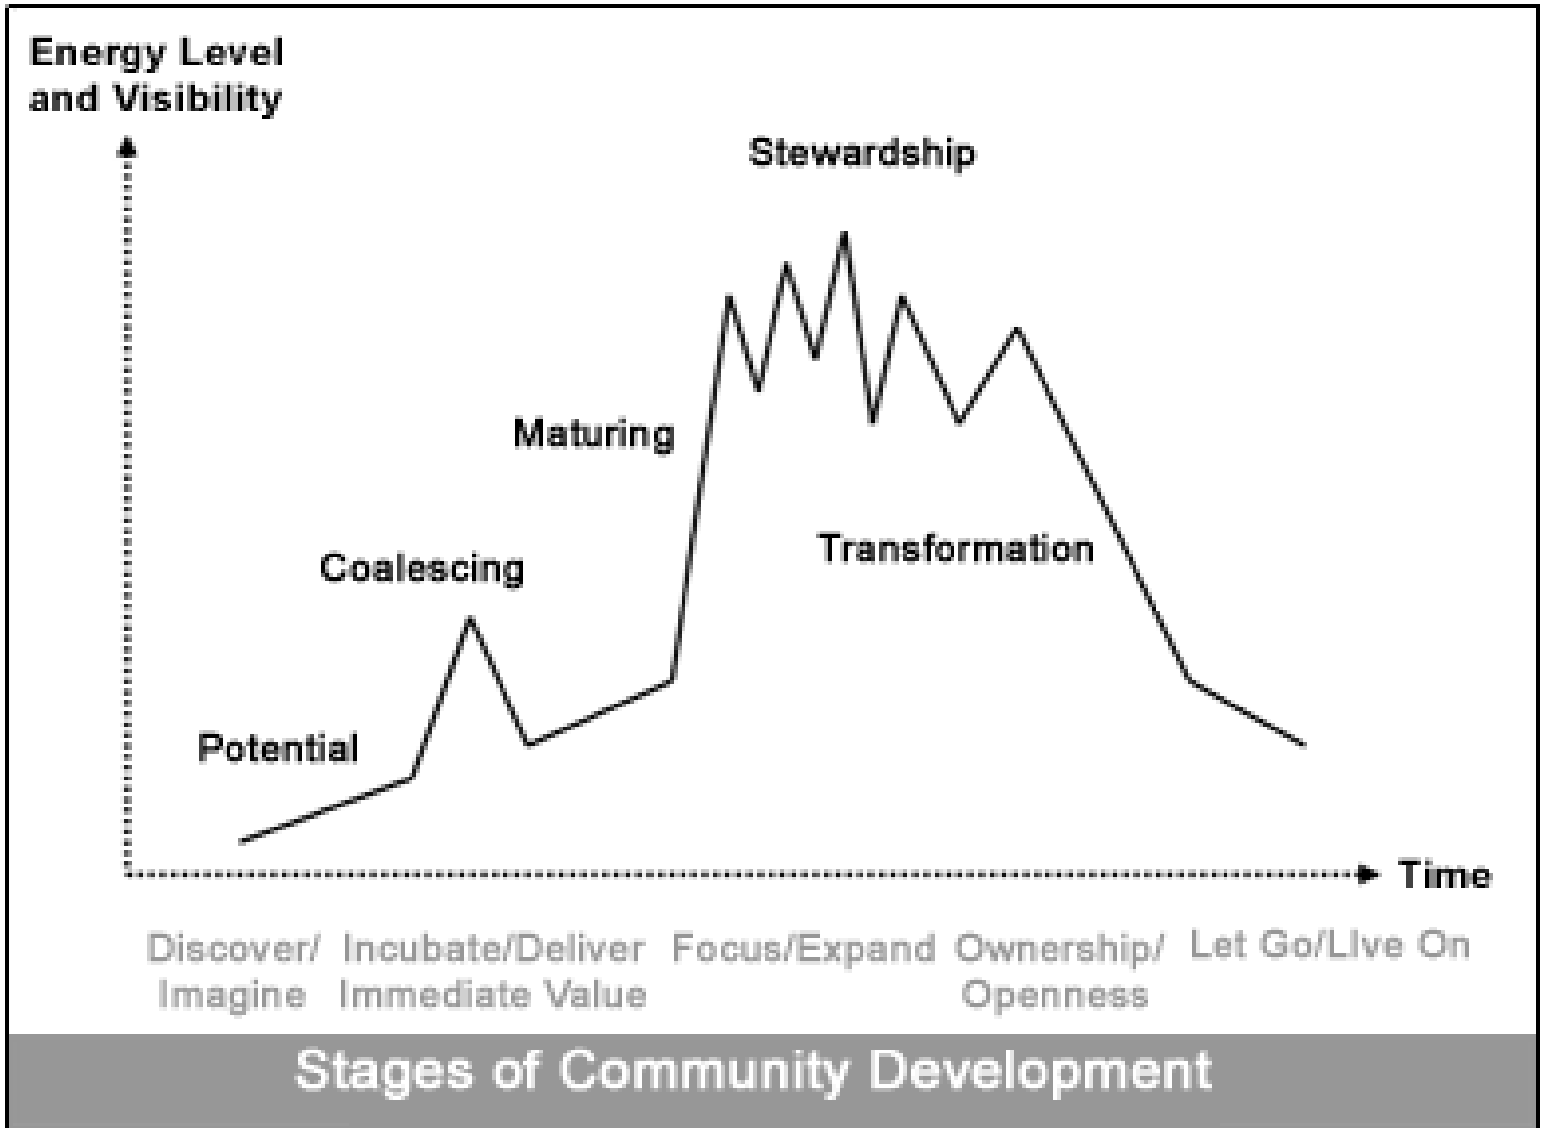 Energy Level
and Visibility
Stewardship
Maturing
Coalescing
Transformation
Potential
Time
Discover/
Imagine
Incubate/Deliver
Immediate Value
Focus/Expand
Ownership/
Openness
Let Go/LIve On
Stages of Community Development